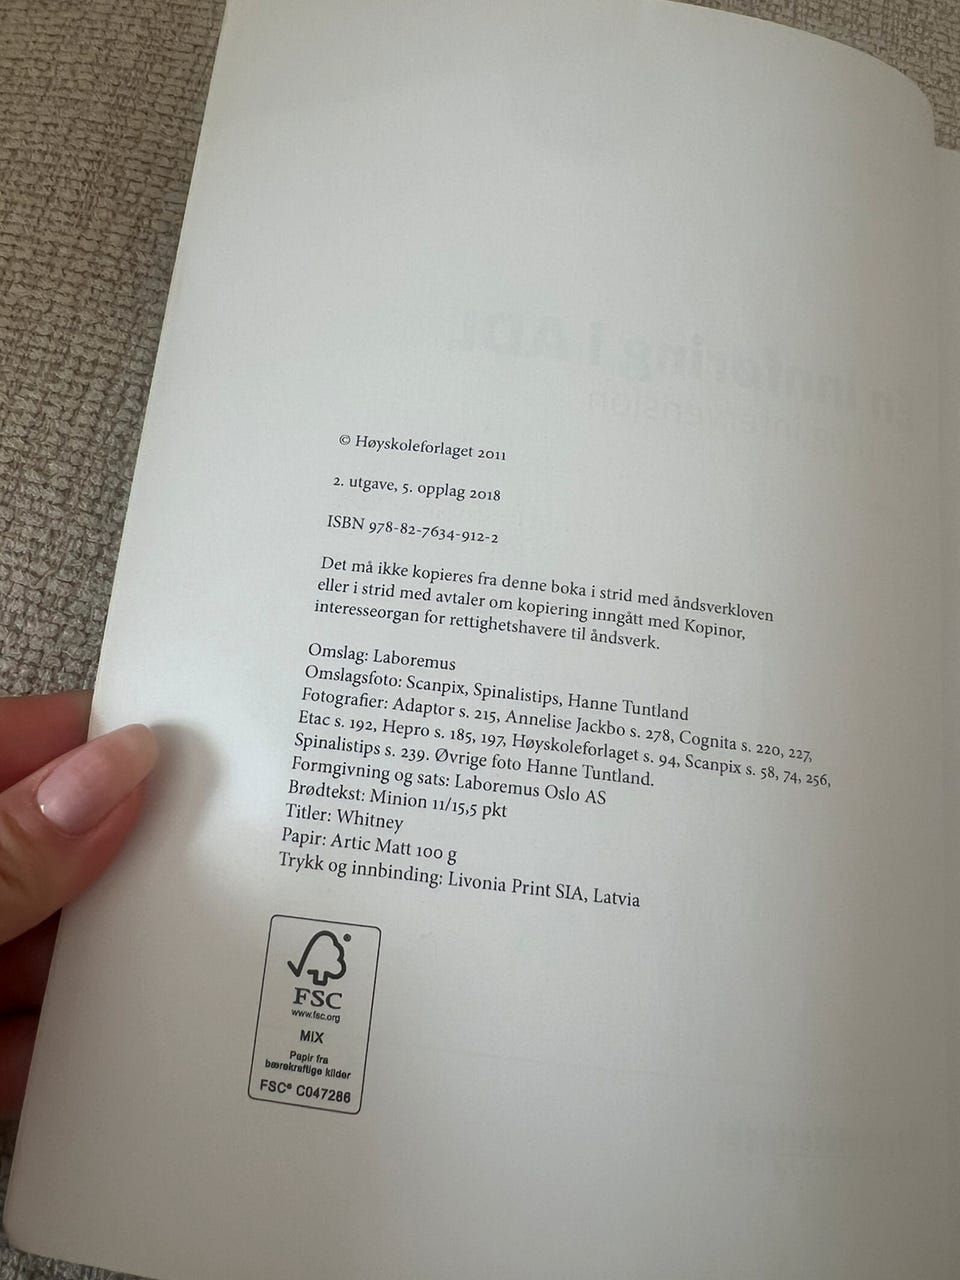 © Høyskoleforlaget 2011
2. utgave, 5. opplag 2018
ISBN 978-82-7634-912-2
Det må ikke kopieres fra denne boka i strid med åndsverkloven
eller i strid med avtaler om kopiering inngått med Kopinor,
interesseorgan for rettighetshavere til åndsverk.
Omslag: Laboremus
Omslagsfoto: Scanpix, Spinalistips, Hanne Tuntland
Fotografier: Adaptor s. 215, Annelise Jackbo s. 278, Cognita s. 220, 227,
Etac s. 192, Hepro s. 185, 197, Høyskoleforlaget s. 94, Scanpix s. 58, 74, 256,
Spinalistips s. 239. Øvrige foto Hanne Tuntland.
Formgivning og sats: Laboremus Oslo AS
Brødtekst: Minion 11/15,5 pkt
Titler: Whitney
Papir: Artic Matt 100 g
Trykk og innbinding: Livonia Print SIA, Latvia
FSC
www.fsc.org
MIX
Papir fra
bærekraftige kilder
FSC® C047286